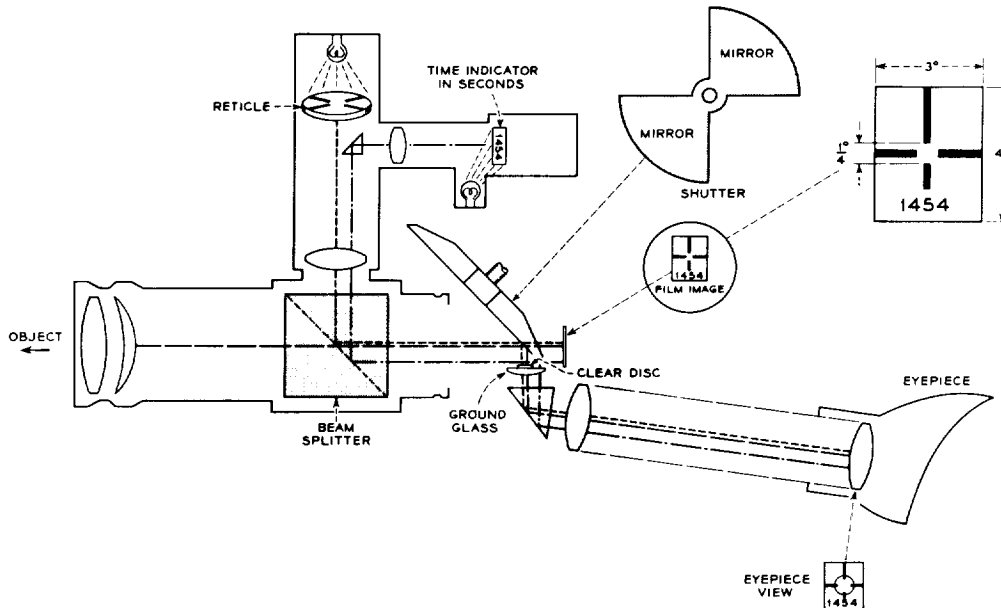 TIME INDICATOR
IN SECONDS
RETICLE
1454
MIRROR
MIRROR
SHUTTER
3°
1/4°
4
1454
1454
FILM IMAGE
OBJECT
CLEAR DISC
EYEPIECE
GROUND
GLASS
BEAM
SPLITTER
EYEPIECE
VIEW
1454